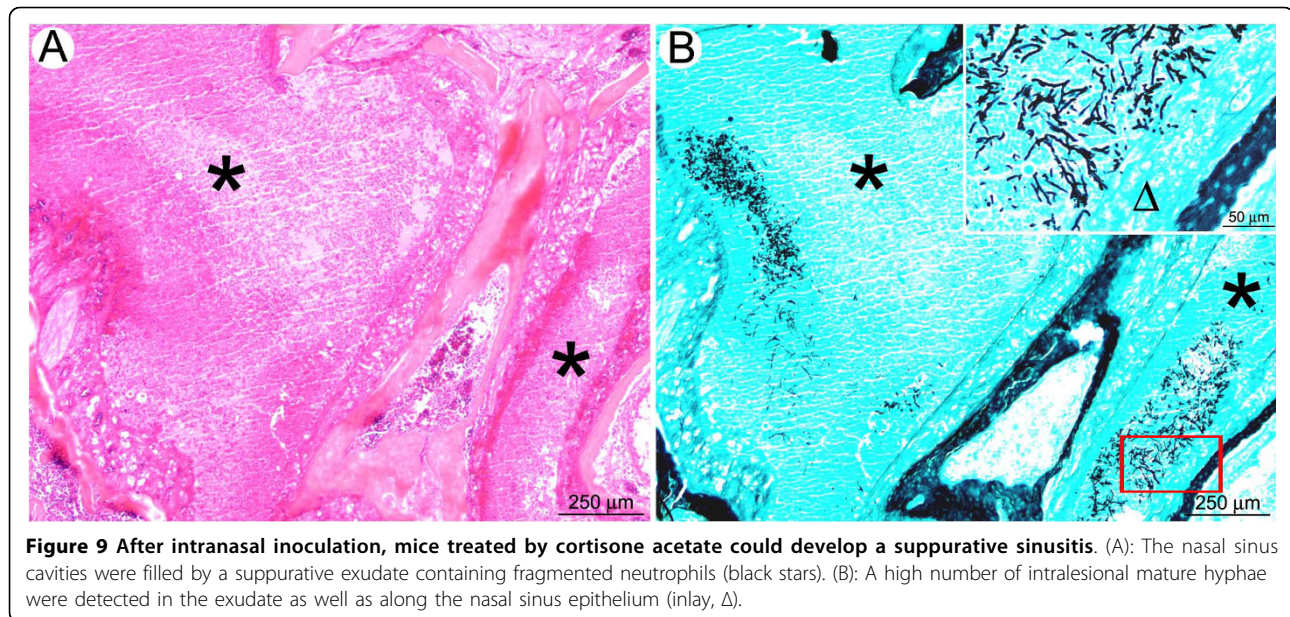 A
B
*
*
*
*
Δ
50 µm
250 µm
250 µm
Figure 9 After intranasal inoculation, mice treated by cortisone acetate could develop a suppurative sinusitis. (A): The nasal sinus
cavities were filled by a suppurative exudate containing fragmented neutrophils (black stars). (B): A high number of intralesional mature hyphae
were detected in the exudate as well as along the nasal sinus epithelium (inlay, Δ).